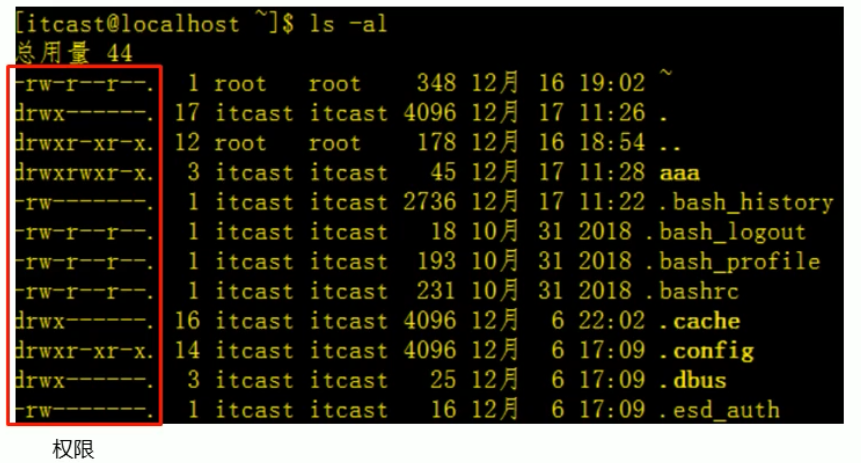 [itcast@localhost ~]$ ls -al
总用量 44
-rw-r--r--. 1 root root 348 12月 16 19:02 ~
drwx------. 17 itcast itcast 4096 12月 17 11:26 .
drwxr-xr-x. 12 root root 178 12月 16 18:54 ..
drwxrwxr-x. 3 itcast itcast 45 12月 17 11:28 aaa
-rw-------. 1 itcast itcast 2736 12月 17 11:22 .bash_history
-rw-r--r--. 1 itcast itcast 18 10月 31 2018 .bash_logout
-rw-r--r--. 1 itcast itcast 193 10月 31 2018 .bash_profile
-rw-r--r--. 1 itcast itcast 231 10月 31 2018 .bashrc
drwx------. 16 itcast itcast 4096 12月 6 22:02 .cache
drwxr-xr-x. 14 itcast itcast 4096 12月 6 17:09 .config
drwx------. 3 itcast itcast 25 12月 6 17:09 .dbus
-rw-------. 1 itcast itcast 16 12月 6 17:09 .esd_auth
权限